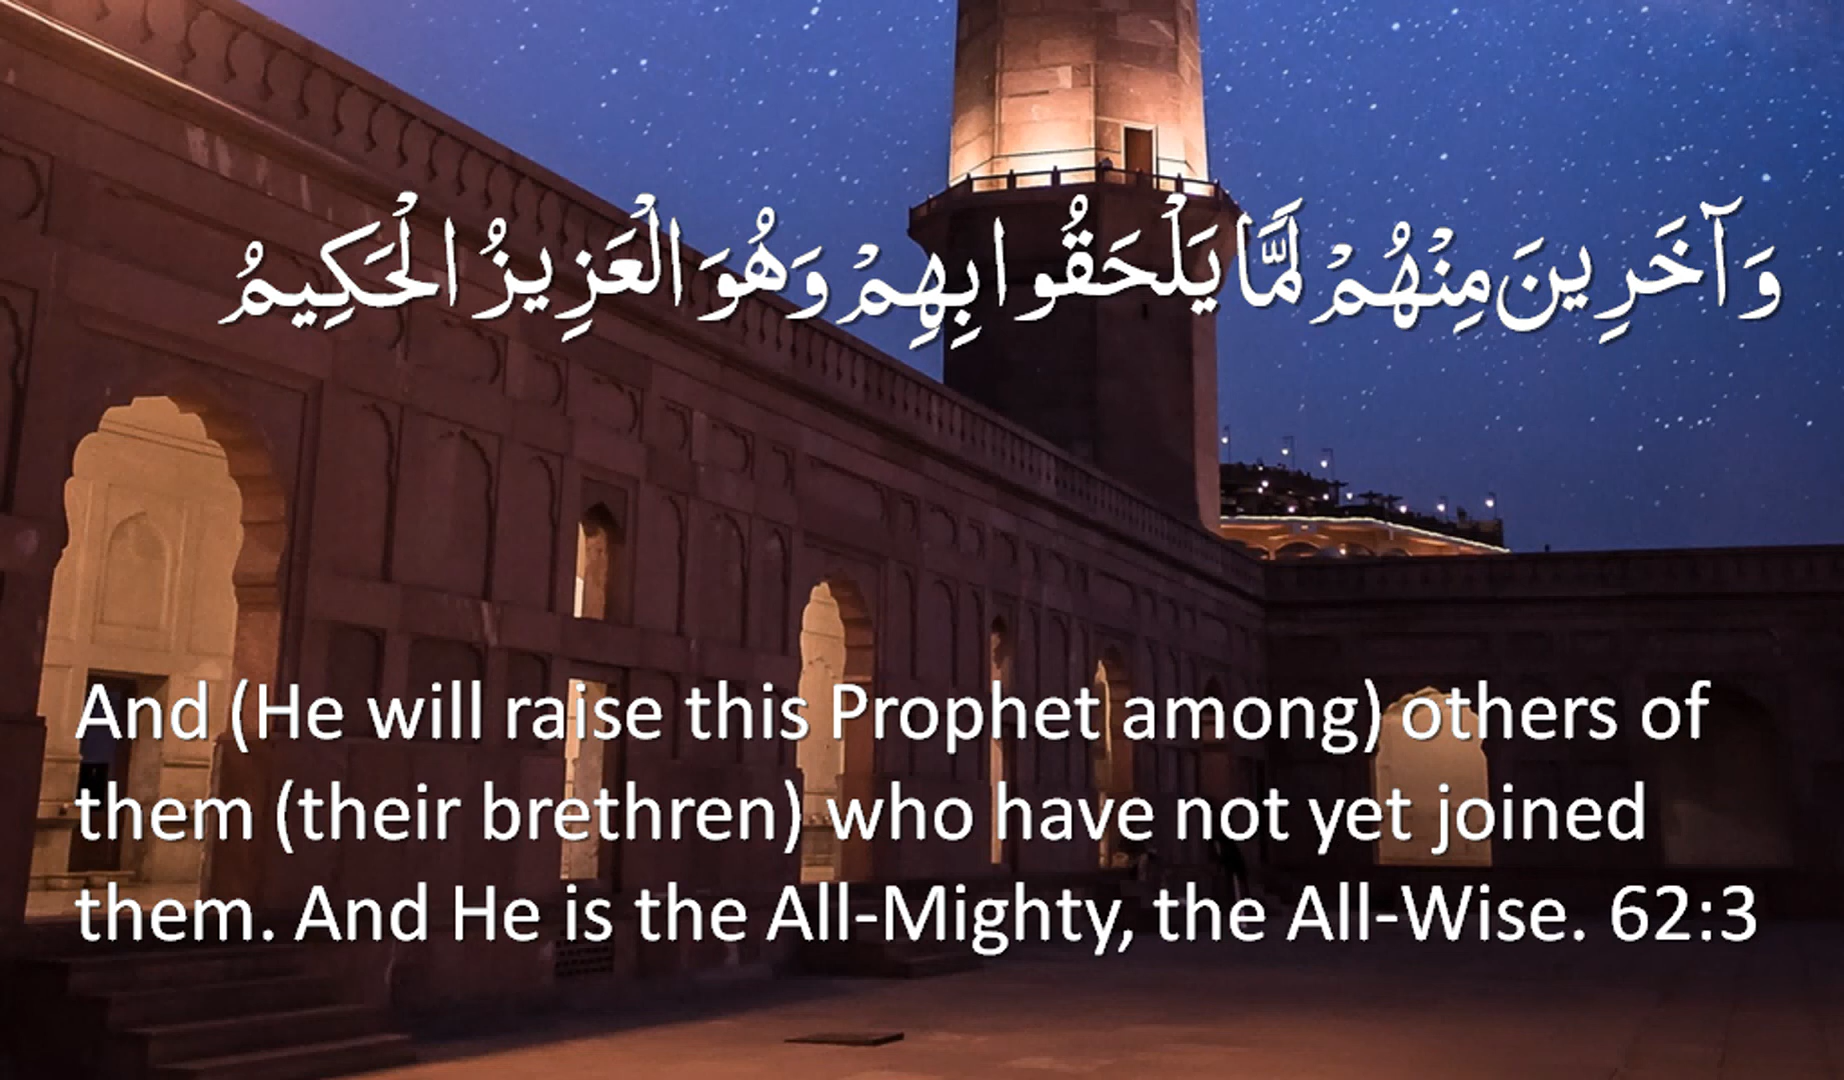 وَآخَرِينَ مِنْهُمْ لَمَّا يَلْحَقُوا بِهِمْ وَهُوَ الْعَزِيزُ الْحَكِيمُ
And (He will raise this Prophet among) others of
them (their brethren) who have not yet joined
them. And He is the All-Mighty, the All-Wise. 62:3